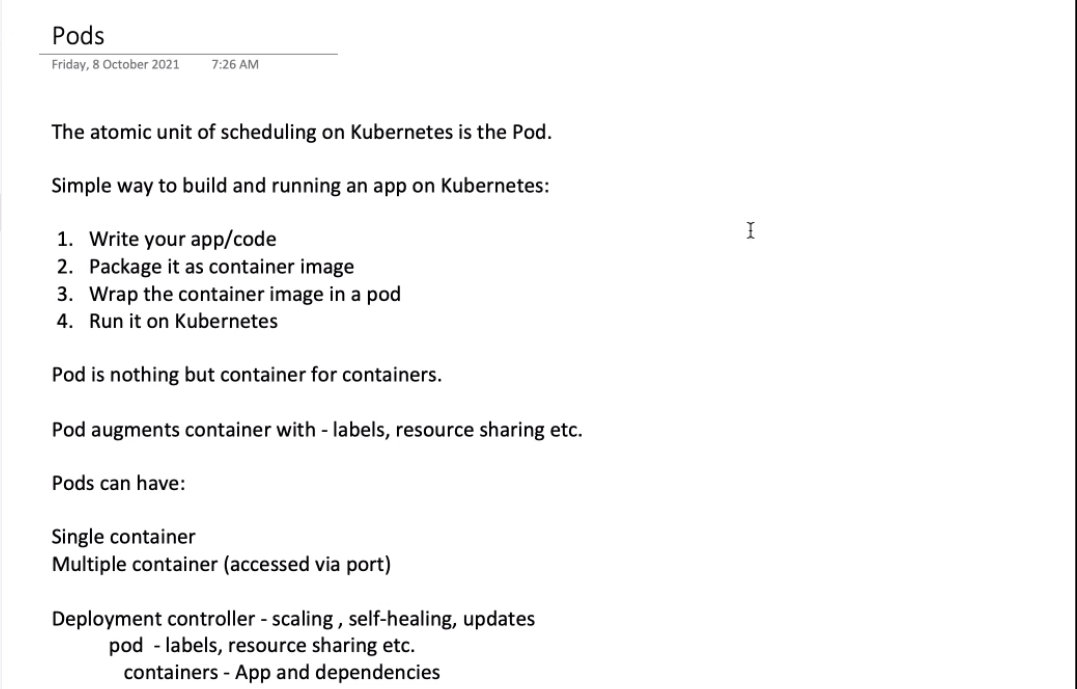 Pods
Friday, 8 October 2021 7:26 AM
The atomic unit of scheduling on Kubernetes is the Pod.
Simple way to build and running an app on Kubernetes:
1. Write your app/code
2. Package it as container image
3. Wrap the container image in a pod
4. Run it on Kubernetes
Pod is nothing but container for containers.
Pod augments container with - labels, resource sharing etc.
Pods can have:
Single container
Multiple container (accessed via port)
Deployment controller - scaling , self-healing, updates
pod - labels, resource sharing etc.
containers - App and dependencies